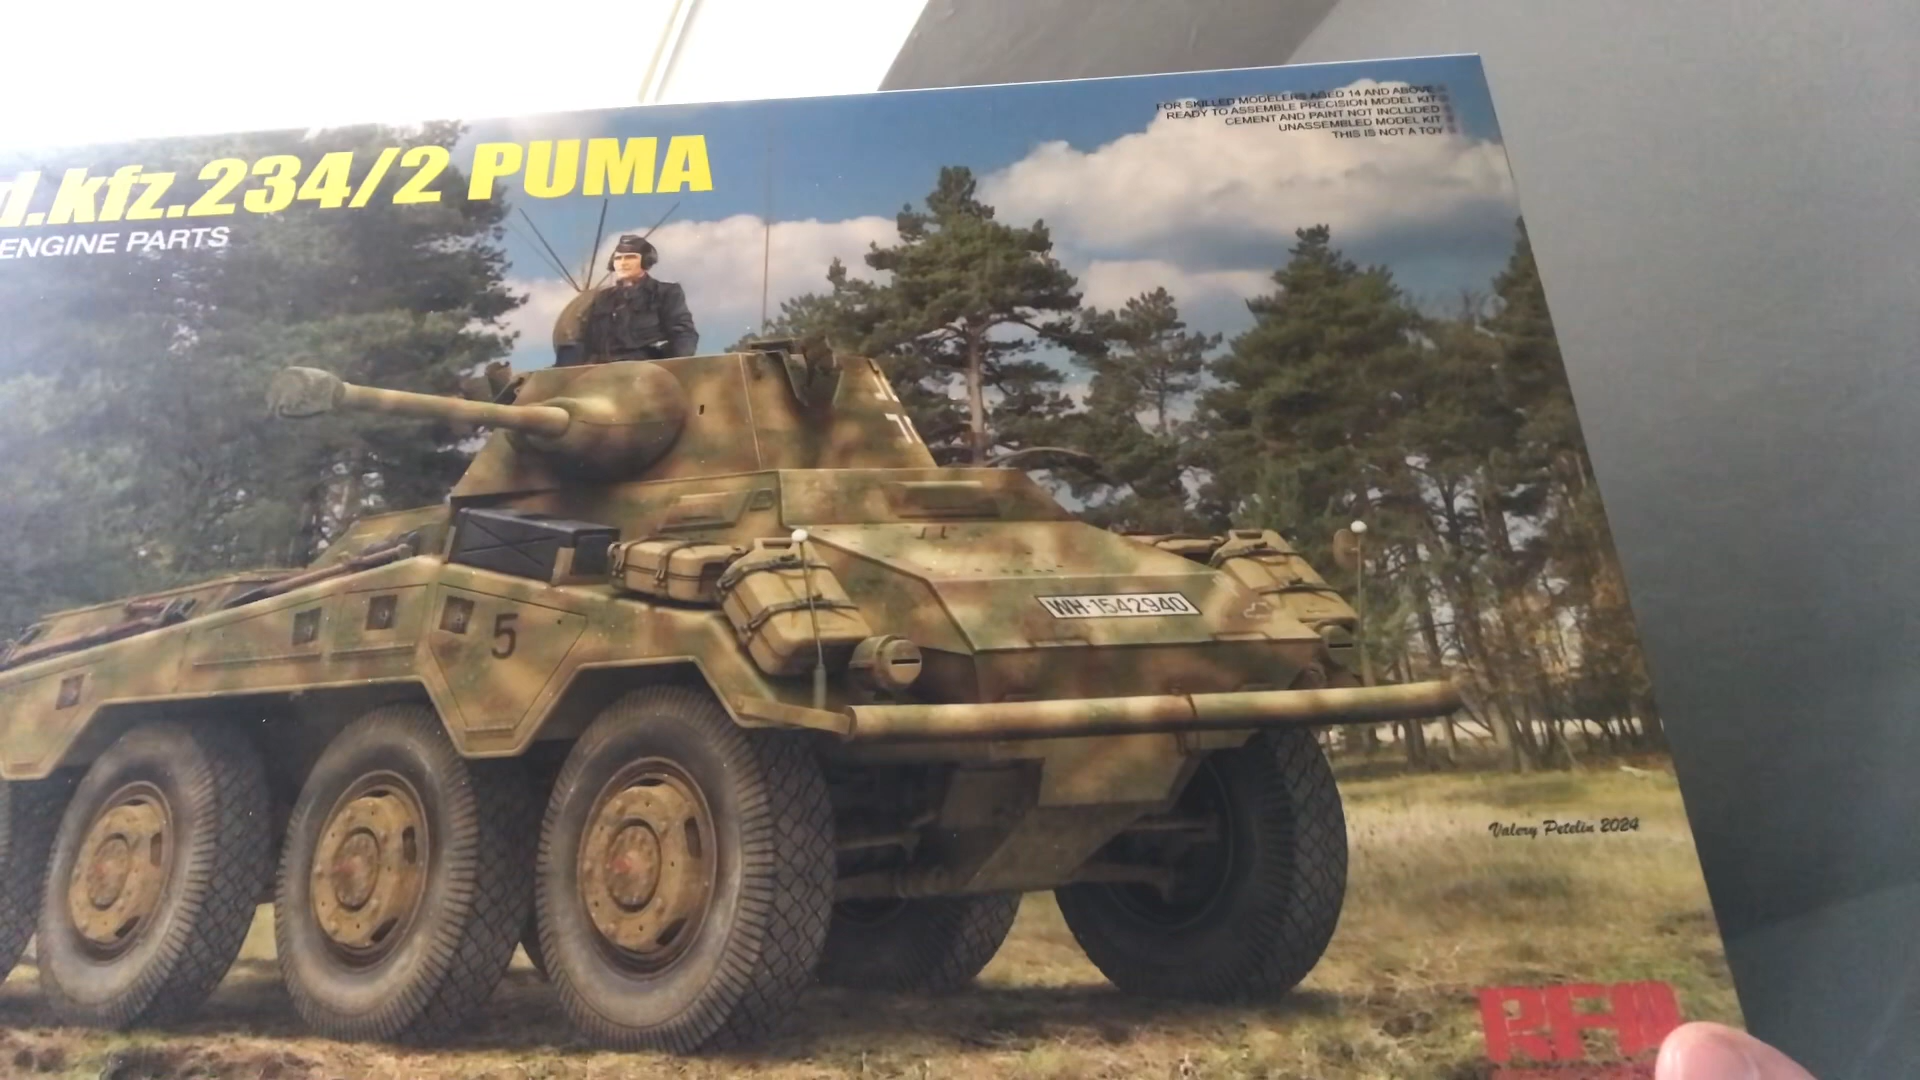 d.kfz.234/2 PUMA
ENGINE PARTS
FOR SKILLED MODELERS AGED 14 AND ABOVE
READY TO ASSEMBLE PRECISION MODEL KIT
CEMENT AND PAINT NOT INCLUDED
UNASSEMBLED MODEL KIT
THIS IS NOT A TOY
WH-1542940
5
Valery Petelin 2024
RFM